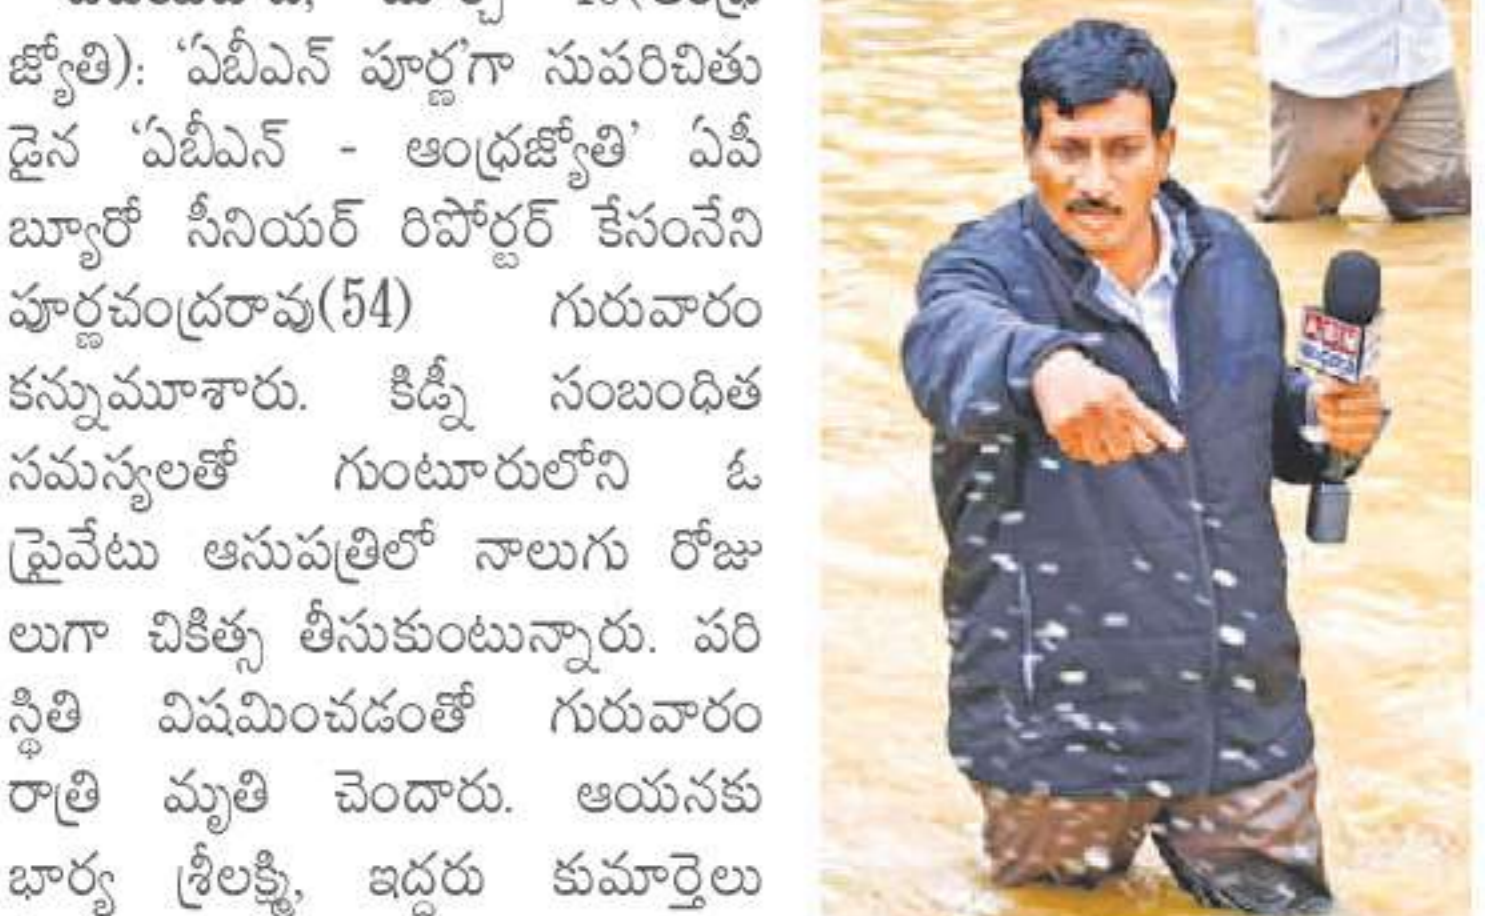 జ్యోతి): ‘ఏబీఎన్ పూర్ణ’గా సుపరిచితు
డైన ‘ఏబీఎన్ - ఆంధ్రజ్యోతి’ ఏపీ
బ్యూరో సీనియర్ రిపోర్టర్ కేసంనేని
పూర్ణచంద్రరావు(54) గురువారం
కన్నుమూశారు. కిడ్నీ సంబంధిత
సమస్యలతో గుంటూరులోని ఓ
ప్రైవేటు ఆసుపత్రిలో నాలుగు రోజు
లుగా చికిత్స తీసుకుంటున్నారు. పరి
స్థితి విషమించడంతో గురువారం
రాత్రి మృతి చెందారు. ఆయనకు
భార్య శ్రీలక్ష్మి, ఇద్దరు కుమార్తెలు
ABN